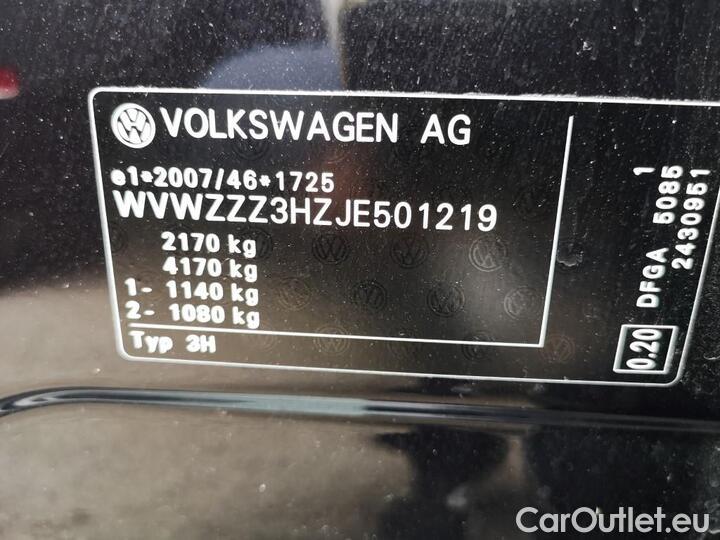 VOLKSWAGEN AG
e1*2007/46*1725
WVWZZZ3HZJE501219
2170 kg
4170 kg
1- 1140 kg
2- 1080 kg
Typ 3H
0.20 DFGA 5085 1
2430951
CarOutlet.eu